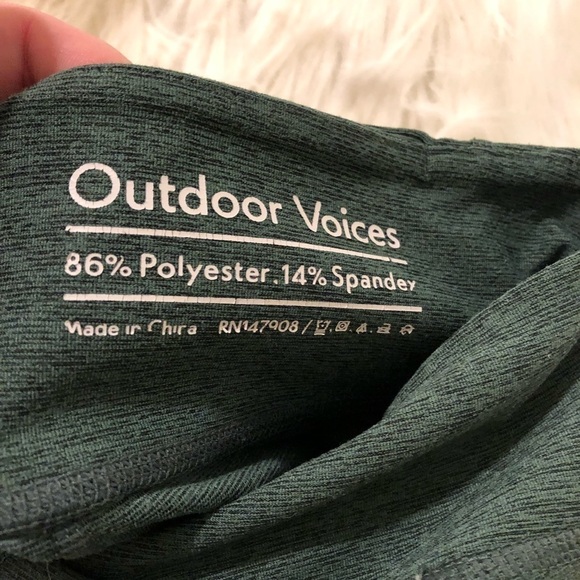 Outdoor Voices
86% Polyester. 14% Spandex
Made in China RN147908 /